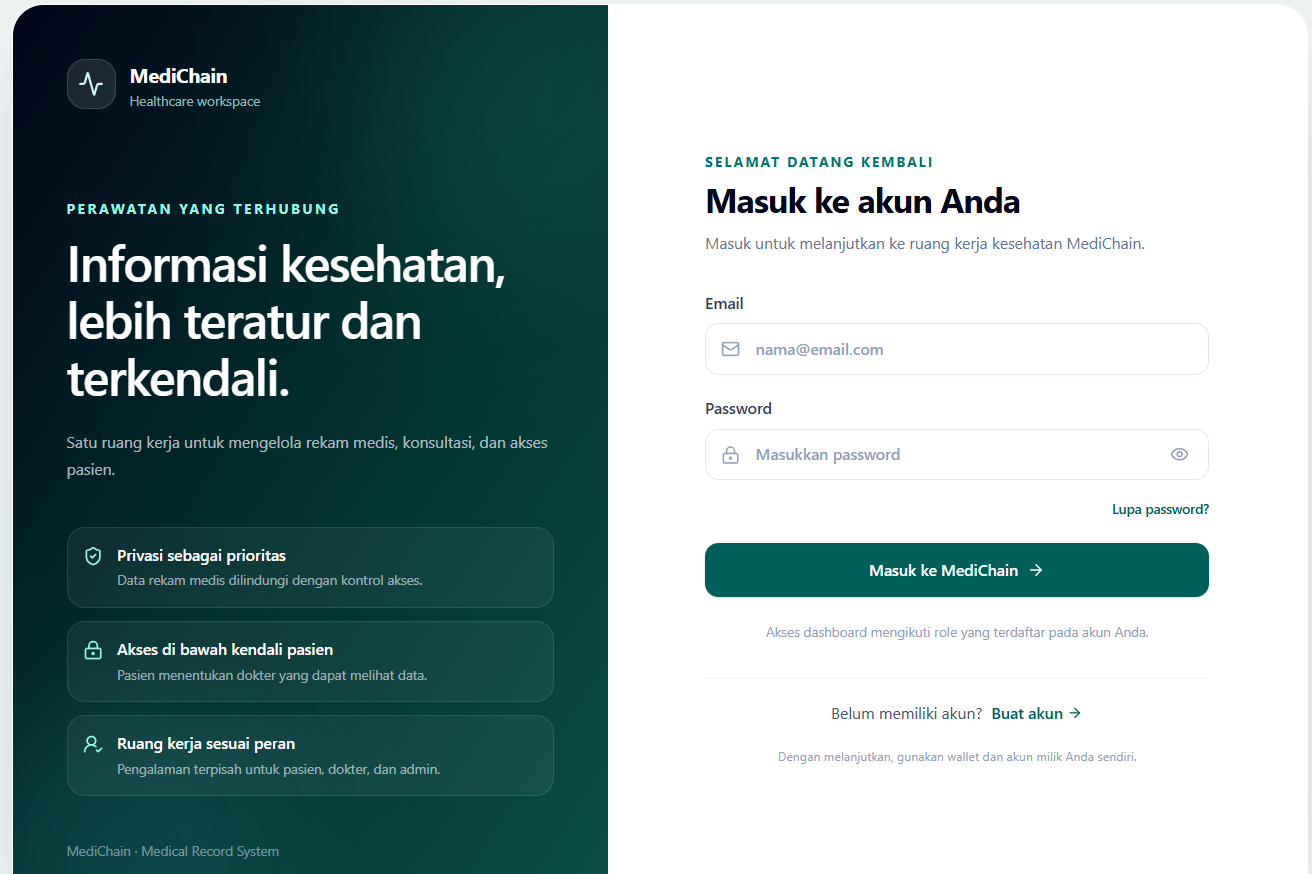 MediChain
Healthcare workspace
PERAWATAN YANG TERHUBUNG
Informasi kesehatan,
lebih teratur dan
terkendali.
Satu ruang kerja untuk mengelola rekam medis, konsultasi, dan akses
pasien.
Privasi sebagai prioritas
Data rekam medis dilindungi dengan kontrol akses.
Akses di bawah kendali pasien
Pasien menentukan dokter yang dapat melihat data.
Ruang kerja sesuai peran
Pengalaman terpisah untuk pasien, dokter, dan admin.
MediChain · Medical Record System
SELAMAT DATANG KEMBALI
Masuk ke akun Anda
Masuk untuk melanjutkan ke ruang kerja kesehatan MediChain.
Email
nama@email.com
Password
Masukkan password
Lupa password?
Masuk ke MediChain →
Akses dashboard mengikuti role yang terdaftar pada akun Anda.
Belum memiliki akun? Buat akun →
Dengan melanjutkan, gunakan wallet dan akun milik Anda sendiri.